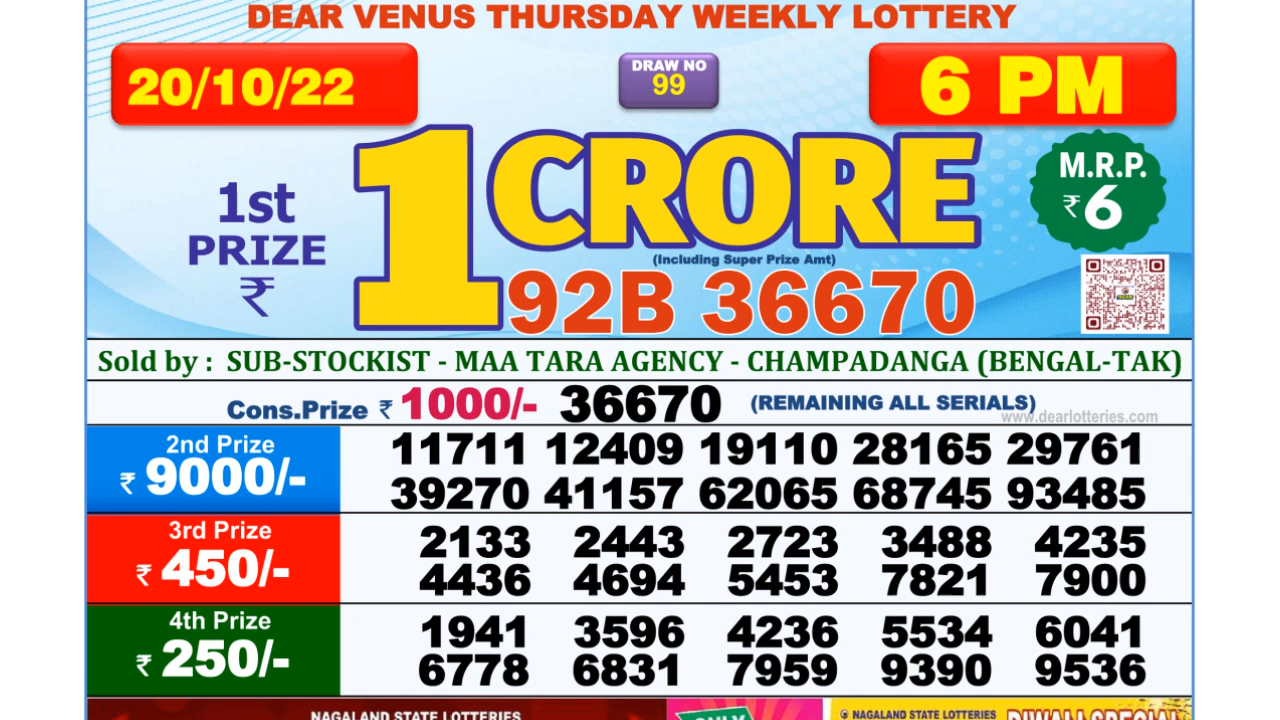 DEAR VENUS THURSDAY WEEKLY LOTTERY
20/10/22
DRAW NO
99
6 PM
1st
PRIZE
₹
1 CRORE
(Including Super Prize Amt)
92B 36670
M.R.P.
₹ 6
Sold by : SUB-STOCKIST - MAA TARA AGENCY - CHAMPADANGA (BENGAL-TAK)
Cons.Prize ₹ 1000/- 36670 (REMAINING ALL SERIALS)
www.dearlotteries.com
2nd Prize
₹ 9000/-
11711 12409 19110 28165 29761
39270 41157 62065 68745 93485
3rd Prize
₹ 450/-
2133 2443 2723 3488 4235
4436 4694 5453 7821 7900
4th Prize
₹ 250/-
1941 3596 4236 5534 6041
6778 6831 7959 9390 9536
NAGALAND STATE LOTTERIES
ONLY
NAGALAND STATE LOTTERIES
DIWALI SPECIAL